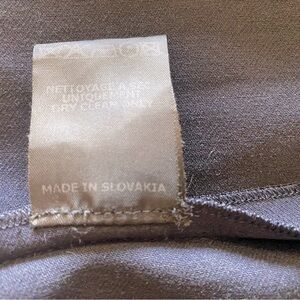 NETTOYAGE A SEC
UNIQUEMENT
DRY CLEAN ONLY
MADE IN SLOVAKIA